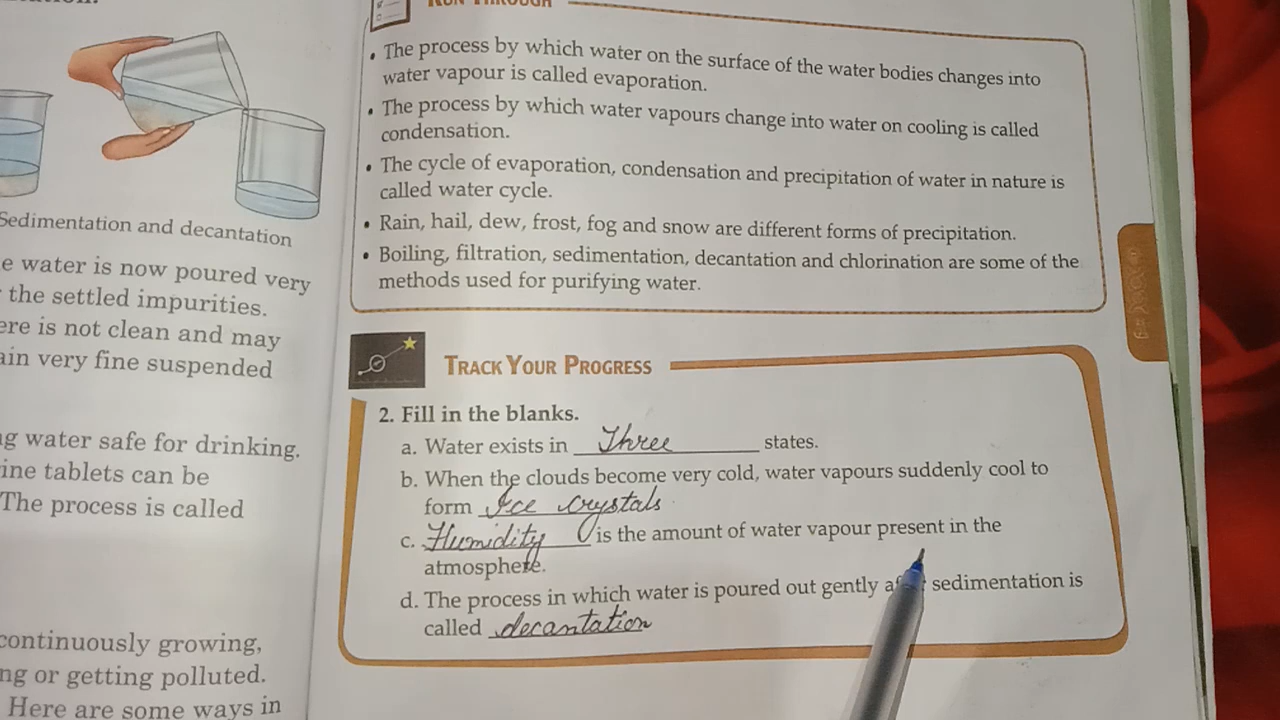 RUN THROUGH
• The process by which water on the surface of the water bodies changes into
water vapour is called evaporation.
• The process by which water vapours change into water on cooling is called
condensation.
• The cycle of evaporation, condensation and precipitation of water in nature is
called water cycle.
• Rain, hail, dew, frost, fog and snow are different forms of precipitation.
• Boiling, filtration, sedimentation, decantation and chlorination are some of the
methods used for purifying water.
Sedimentation and decantation
e water is now poured very
the settled impurities.
ere is not clean and may
ain very fine suspended
g water safe for drinking.
ine tablets can be
The process is called
continuously growing,
ng or getting polluted.
Here are some ways in
TRACK YOUR PROGRESS
2. Fill in the blanks.
a. Water exists in Three states.
b. When the clouds become very cold, water vapours suddenly cool to
form Ice crystals
c. Humidity is the amount of water vapour present in the
atmosphere.
d. The process in which water is poured out gently sedimentation is
called decantation